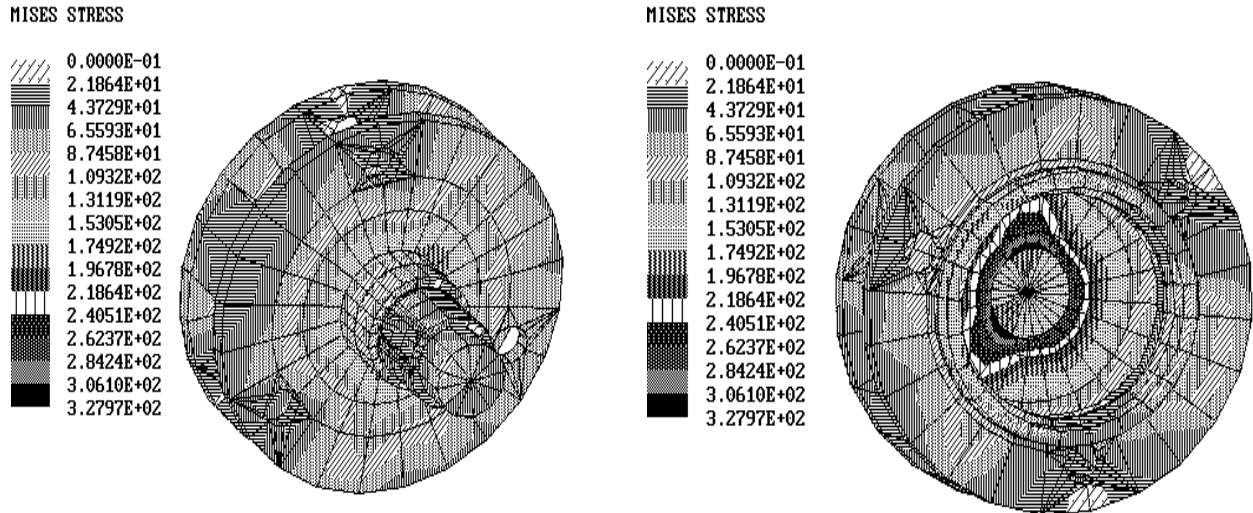 MISES STRESS
0.0000E-01
2.1864E+01
4.3729E+01
6.5593E+01
8.7458E+01
1.0932E+02
1.3119E+02
1.5305E+02
1.7492E+02
1.9678E+02
2.1864E+02
2.4051E+02
2.6237E+02
2.8424E+02
3.0610E+02
3.2797E+02
MISES STRESS
0.0000E-01
2.1864E+01
4.3729E+01
6.5593E+01
8.7458E+01
1.0932E+02
1.3119E+02
1.5305E+02
1.7492E+02
1.9678E+02
2.1864E+02
2.4051E+02
2.6237E+02
2.8424E+02
3.0610E+02
3.2797E+02